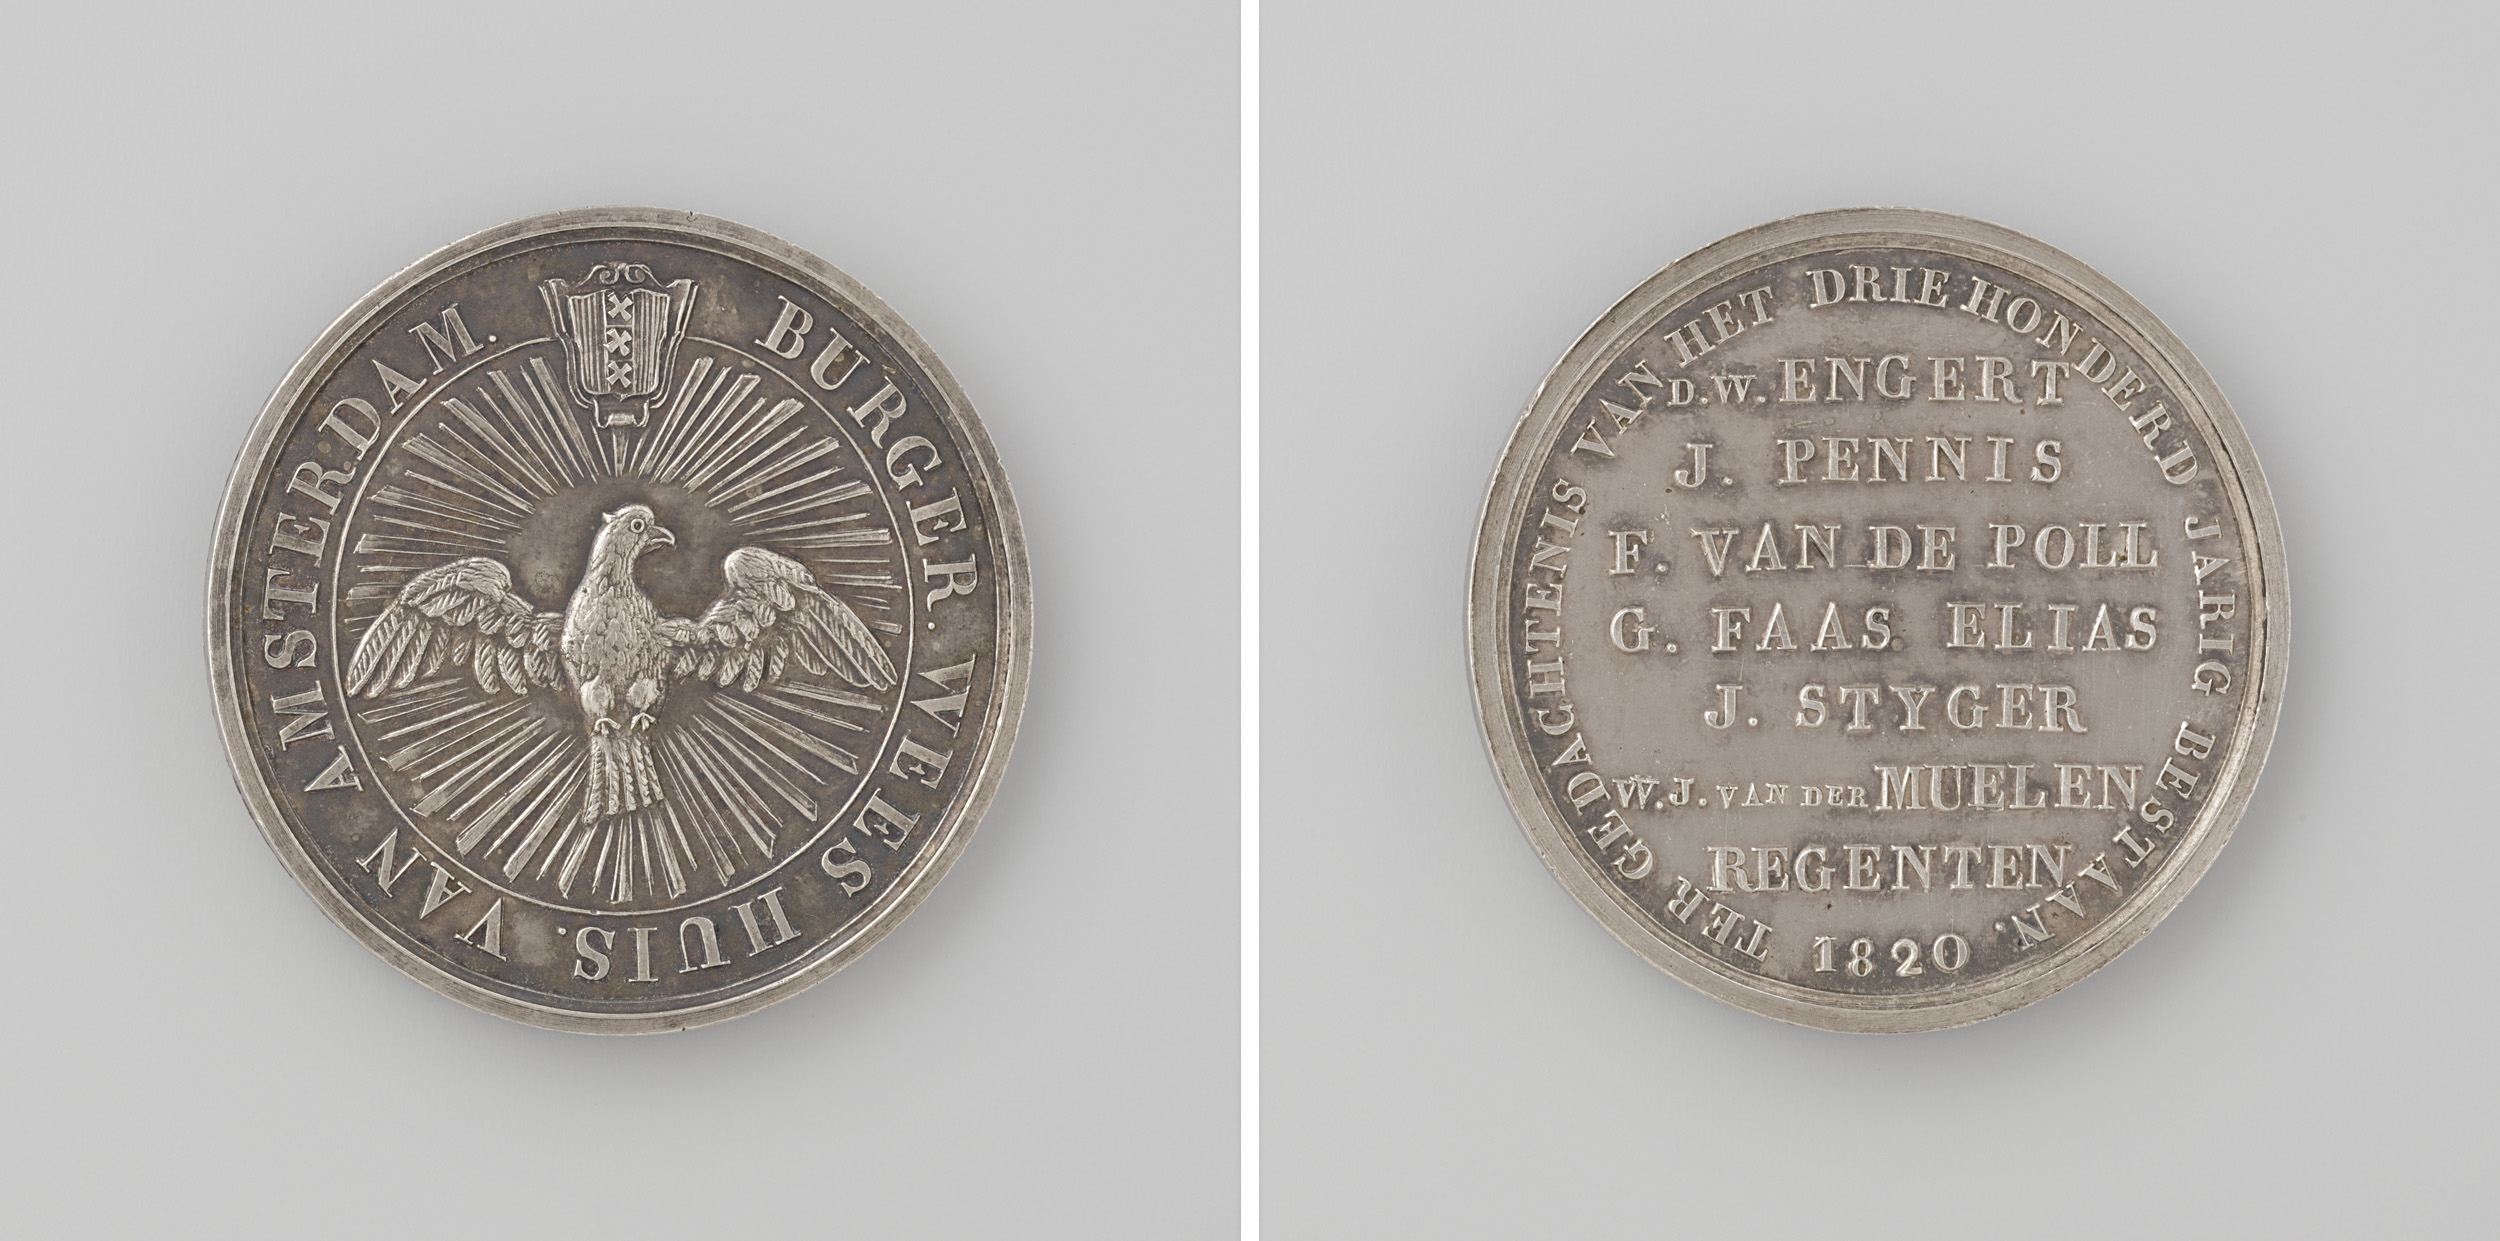 BURGER. WEES HUIS. VAN AMSTERDAM.
XXX
TER GEDACHTENIS VAN HET DRIE HONDERD JARIG BESTAAN.
D.W. ENGERT
J. PENNIS
F. VAN DE POLL
G. FAAS ELIAS
J. STYGER
W.J. VAN DER MUELEN
REGENTEN
1820